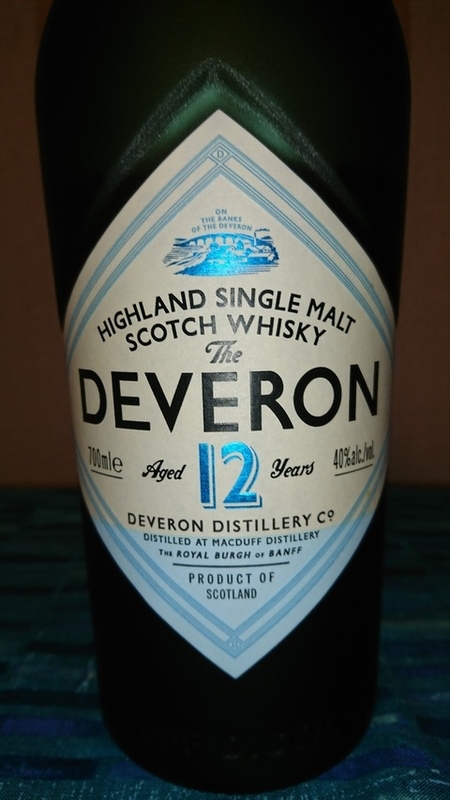 D
ON
THE BANKS
OF THE DEVERON
HIGHLAND SINGLE MALT
SCOTCH WHISKY
The
DEVERON
700ml e Aged 12 Years 40% alc./vol.
DEVERON DISTILLERY Co
DISTILLED AT MACDUFF DISTILLERY
THE ROYAL BURGH OF BANFF
PRODUCT OF
SCOTLAND